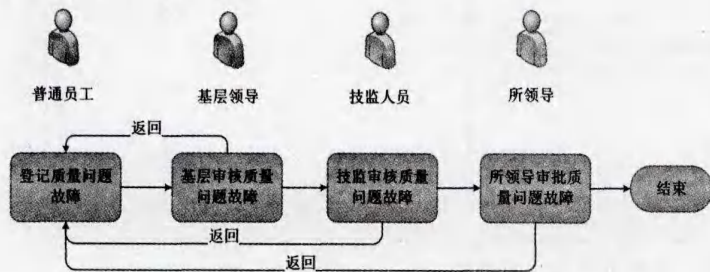 普通员工
基层领导
技监人员
所领导
返回
登记质量问题
故障
基层审核质量
问题故障
技监审核质量
问题故障
所领导审批质
量问题故障
结束
返回
返回